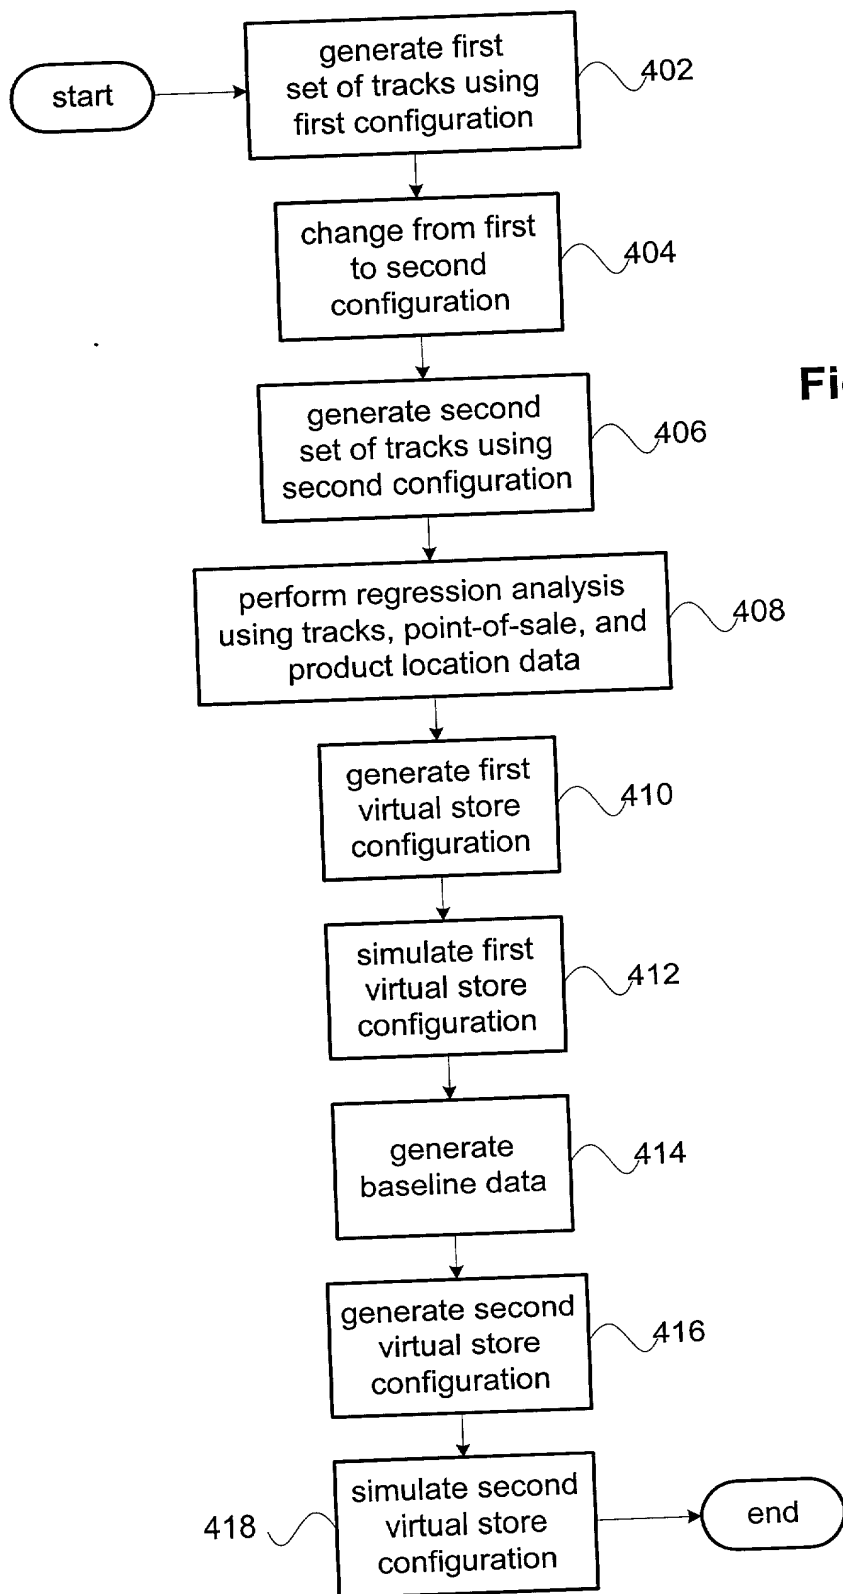 start
generate first
set of tracks using
first configuration
402
change from first
to second
configuration
404
Fi
generate second
set of tracks using
second configuration
406
perform regression analysis
using tracks, point-of-sale, and
product location data
408
generate first
virtual store
configuration
410
simulate first
virtual store
configuration
412
generate
baseline data
414
generate second
virtual store
configuration
416
simulate second
virtual store
configuration
418
end